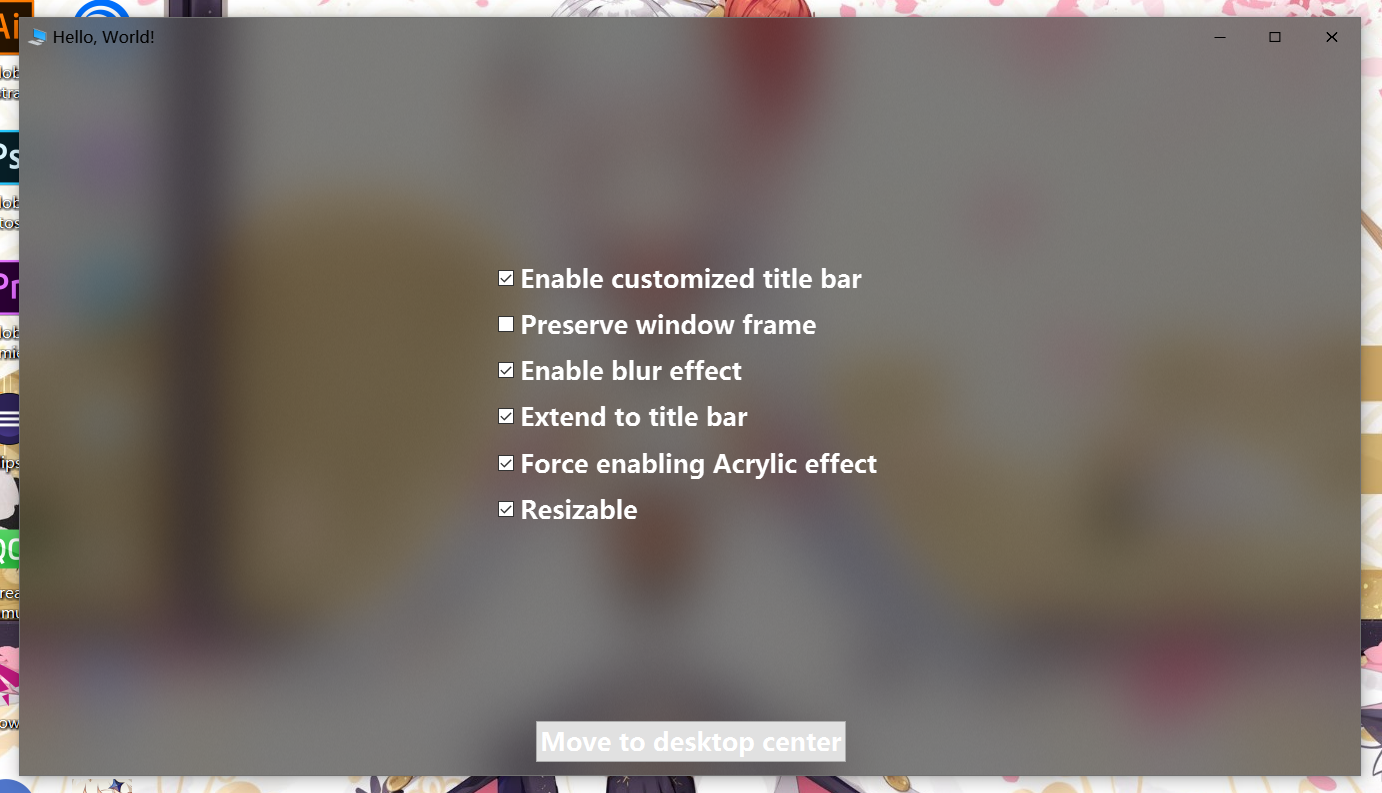 Hello, World!
Enable customized title bar
Preserve window frame
Enable blur effect
Extend to title bar
Force enabling Acrylic effect
Resizable
Move to desktop center